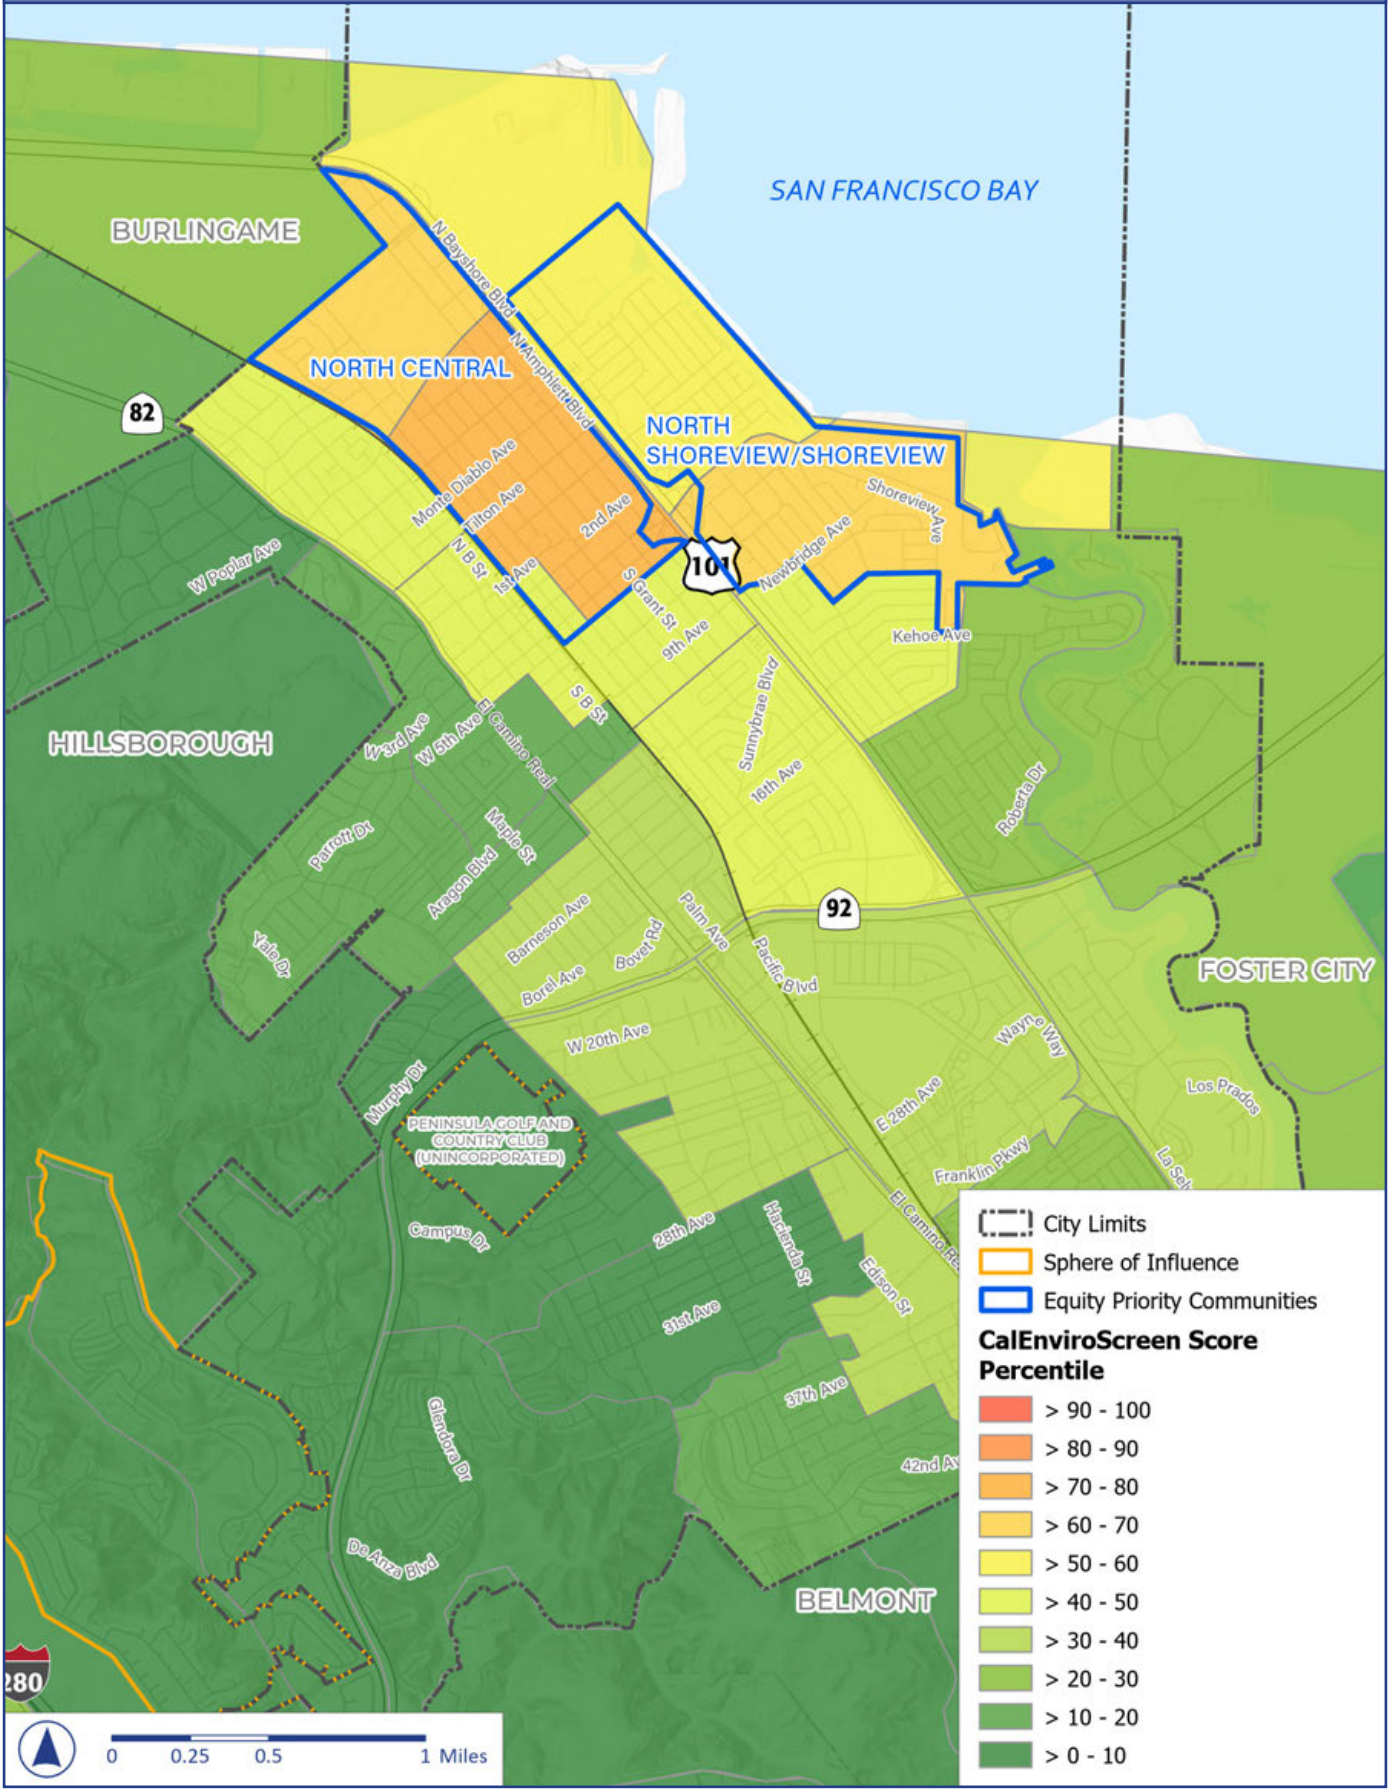 SAN FRANCISCO BAY
BURLINGAME
N Bayshore Blvd
N Amphlett Blvd
NORTH CENTRAL
82
NORTH
SHOREVIEW/SHOREVIEW
Monte Diablo Ave
Tilton Ave
2nd Ave
Shoreview Ave
N B St
1st Ave
101
Newbridge Ave
W Poplar Ave
S Grant St
9th Ave
Kehoe Ave
HILLSBOROUGH
W 3rd Ave
W 5th Ave
El Camino Real
S B St
Sunnybrae Blvd
16th Ave
Roberta Dr
Parrott Dr
Maple St
Aragon Blvd
Yale Dr
Barneson Ave
Bovet Rd
Borel Ave
Palm Ave
92
Pacific Blvd
FOSTER CITY
W 20th Ave
Wayne Way
Murphy Dr
E 28th Ave
Los Prados
PENINSULA GOLF AND
COUNTRY CLUB
(UNINCORPORATED)
Franklin Pkwy
La Selv
Campus Dr
28th Ave
Hacienda St
El Camino Re
Edison St
31st Ave
37th Ave
Glendora Dr
42nd Av
De Anza Blvd
BELMONT
280
City Limits
Sphere of Influence
Equity Priority Communities
CalEnviroScreen Score
Percentile
> 90 - 100
> 80 - 90
> 70 - 80
> 60 - 70
> 50 - 60
> 40 - 50
> 30 - 40
> 20 - 30
> 10 - 20
> 0 - 10
0 0.25 0.5 1 Miles